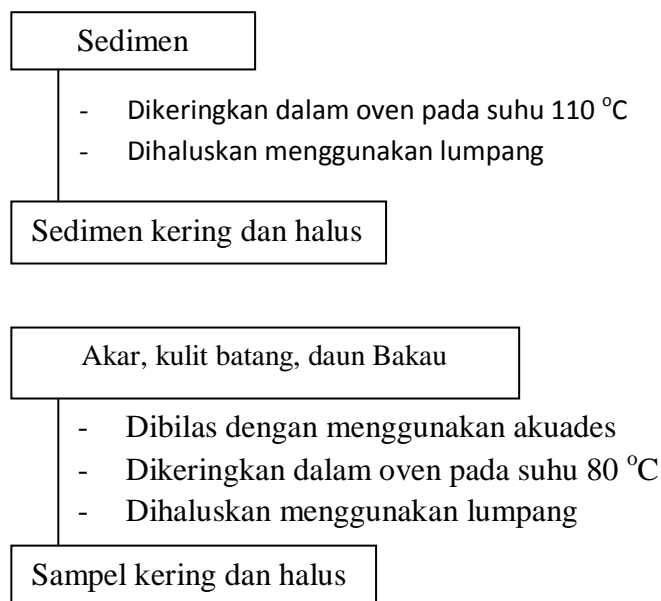 Sedimen
- Dikeringkan dalam oven pada suhu 110 °C
- Dihaluskan menggunakan lumpang
Sedimen kering dan halus
Akar, kulit batang, daun Bakau
- Dibilas dengan menggunakan akuades
- Dikeringkan dalam oven pada suhu 80 °C
- Dihaluskan menggunakan lumpang
Sampel kering dan halus